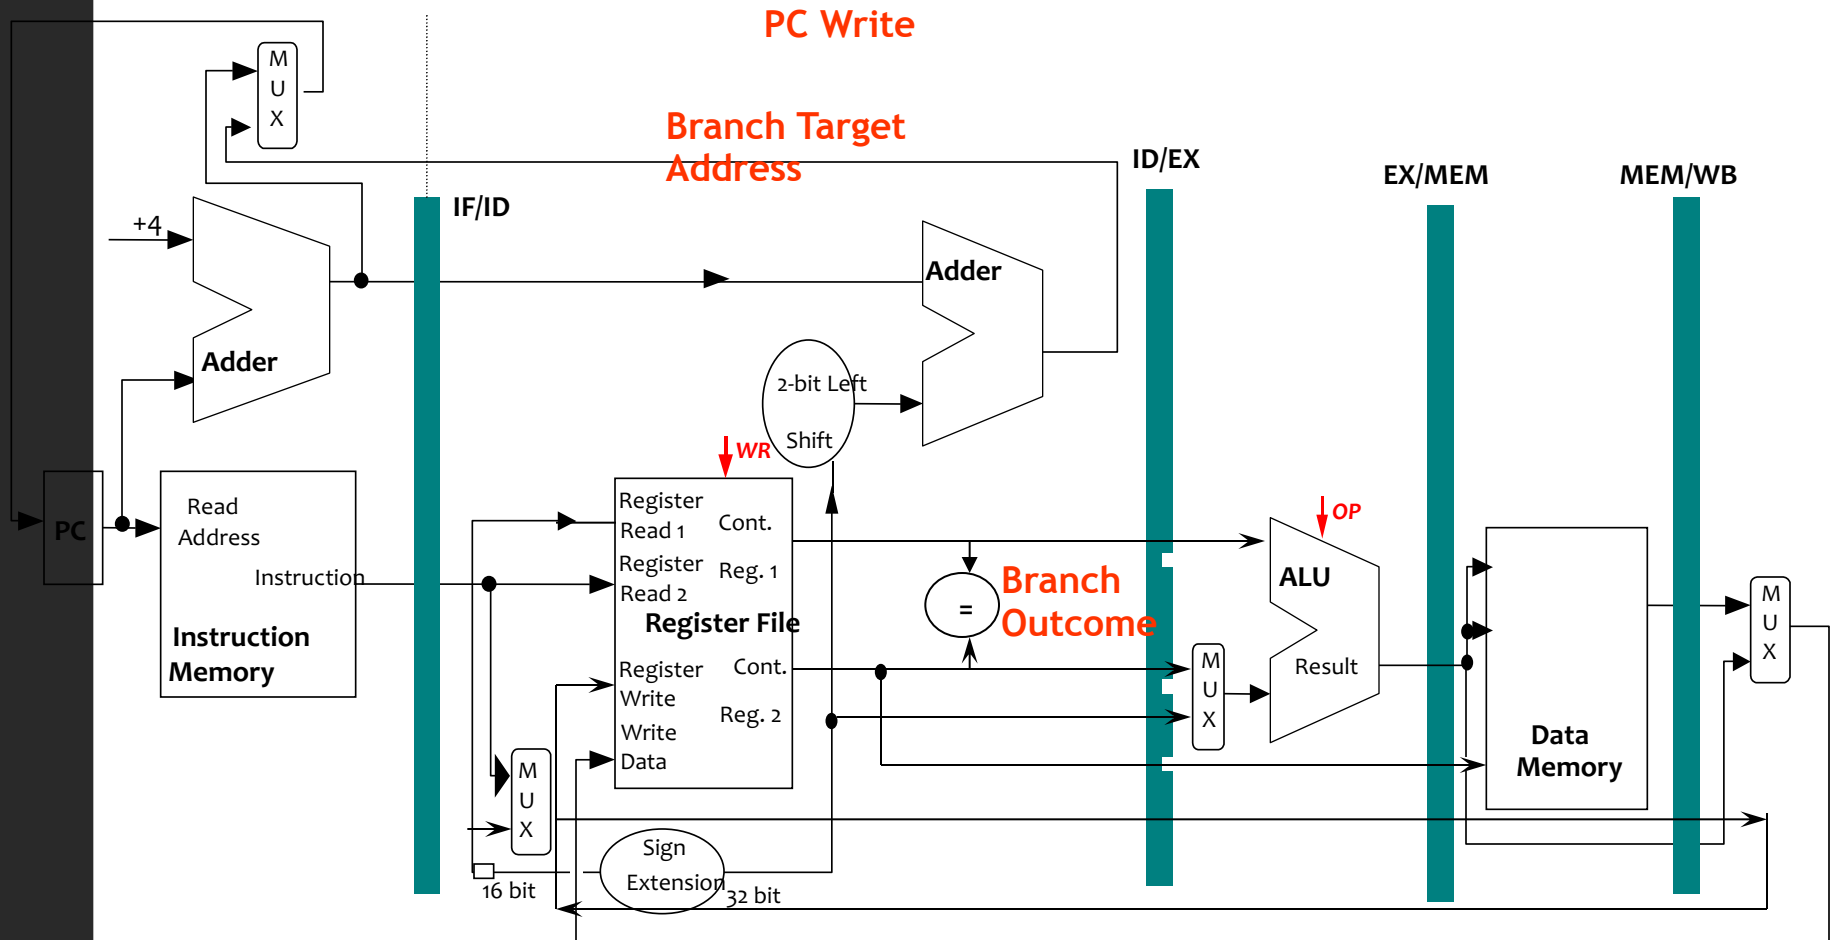 PC Write
M
U
X
Branch Target
Address
ID/EX
EX/MEM
MEM/WB
IF/ID
+4
Adder
Adder
2-bit Left
Shift
WR
PC
Read
Address
Instruction
Instruction
Memory
Register
Read 1
Cont.
Register
Read 2
Reg. 1
Register File
Register
Write
Cont.
Write
Data
Reg. 2
=
Branch
Outcome
OP
ALU
Result
M
U
X
Data
Memory
M
U
X
M
U
X
Sign
Extension
16 bit
32 bit